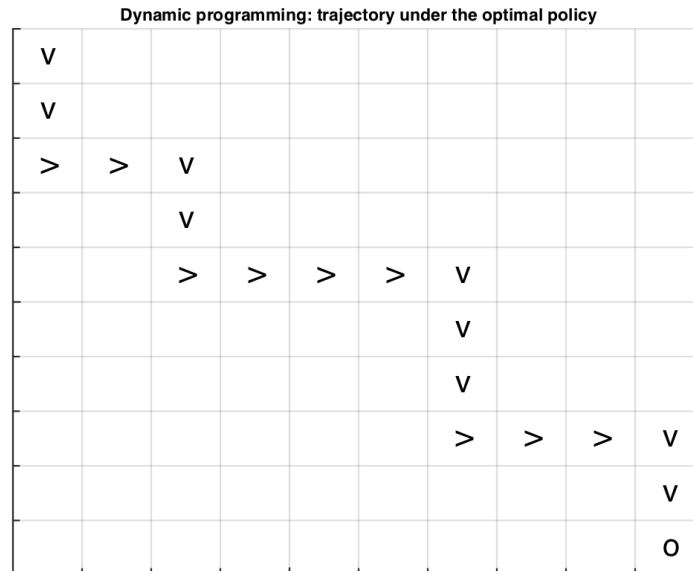 Dynamic programming: trajectory under the optimal policy
v
v
> > v
v
> > > > v
v
v
> > > v
v
o